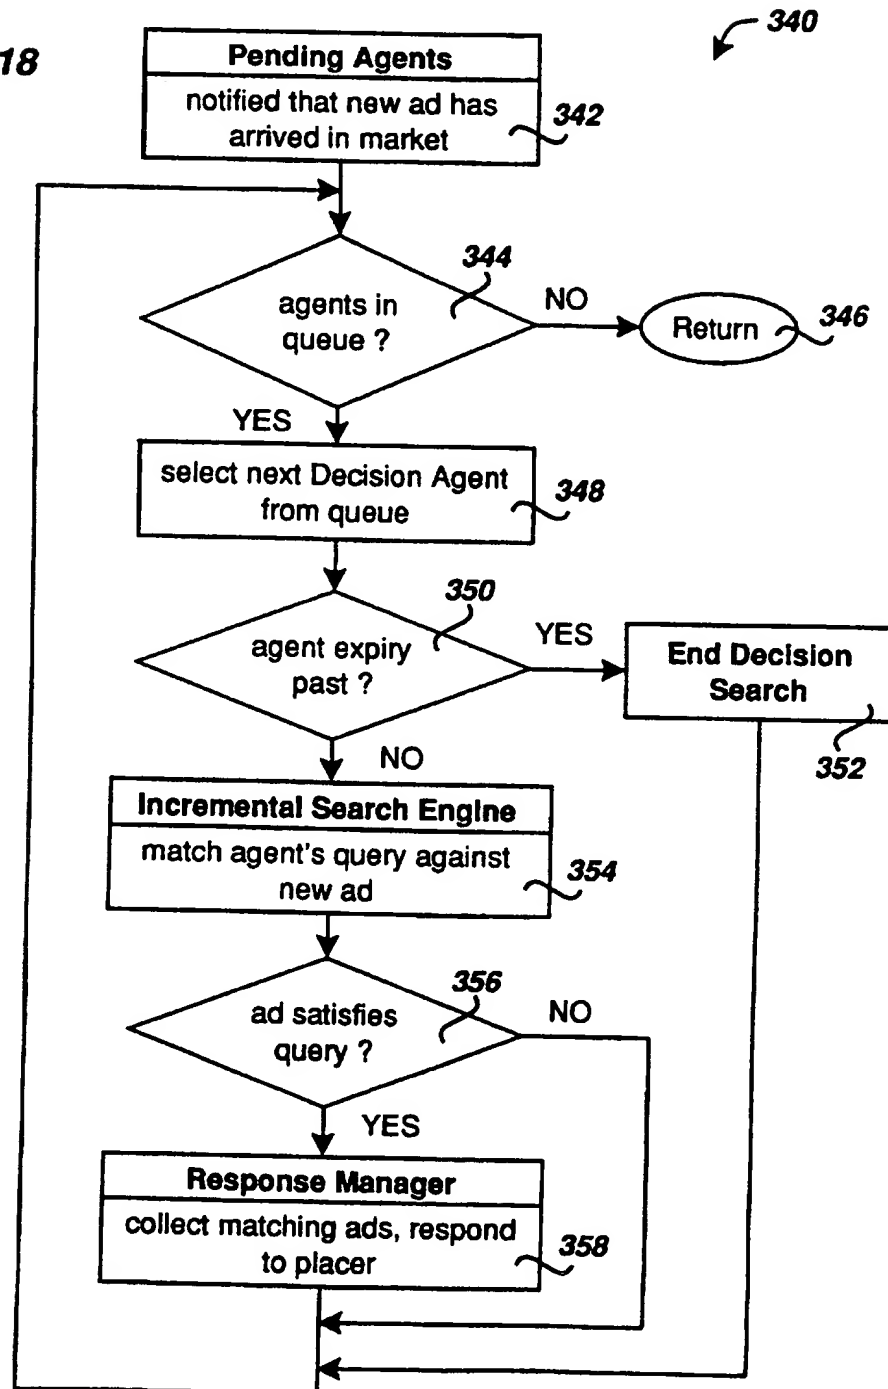 18
340
Pending Agents
notified that new ad has
arrived in market
342
344
agents in
queue ?
NO
Return
346
YES
select next Decision Agent
from queue
348
350
agent expiry
past ?
YES
End Decision
Search
352
NO
Incremental Search Engine
match agent's query against
new ad
354
356
ad satisfies
query ?
NO
YES
Response Manager
collect matching ads, respond
to placer
358